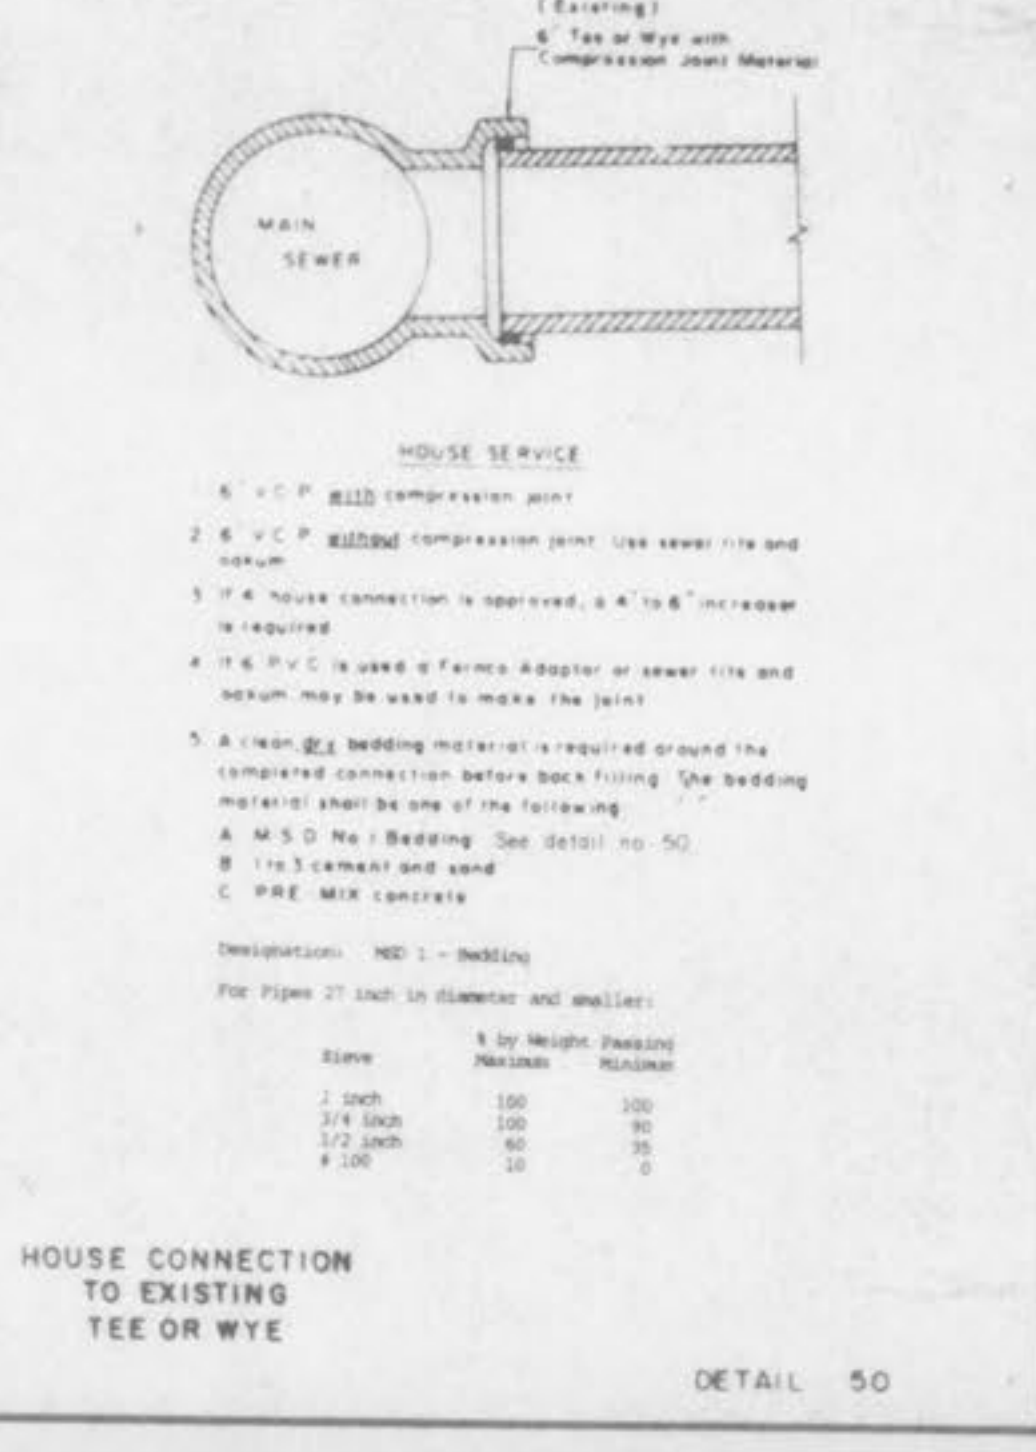 (Existing)
6" Tee or Wye with
Compression Joint Material
MAIN
SEWER
HOUSE SERVICE
6" V C P with compression joint
2 6" V C P without compression joint Use sewer tite and
oakum
3 If 4" house connection is approved, a 4" to 6" increaser
is required
4 If 6 P V C is used a Fernco Adaptor or sewer tite and
oakum may be used to make the joint
5. A clean, dry bedding material is required around the
completed connection before back filling The bedding
material shall be one of the following
A M S D No 1 Bedding See detail no 50.
B 1 to 3 cement and sand
C PRE MIX concrete
Designation: MSD 1 - Bedding
For Pipes 27 inch in diameter and smaller:
% by Weight Passing
Sieve Maximum Minimum
1 inch 100 100
3/4 inch 100 90
1/2 inch 60 35
# 100 10 0
HOUSE CONNECTION
TO EXISTING
TEE OR WYE
DETAIL 50